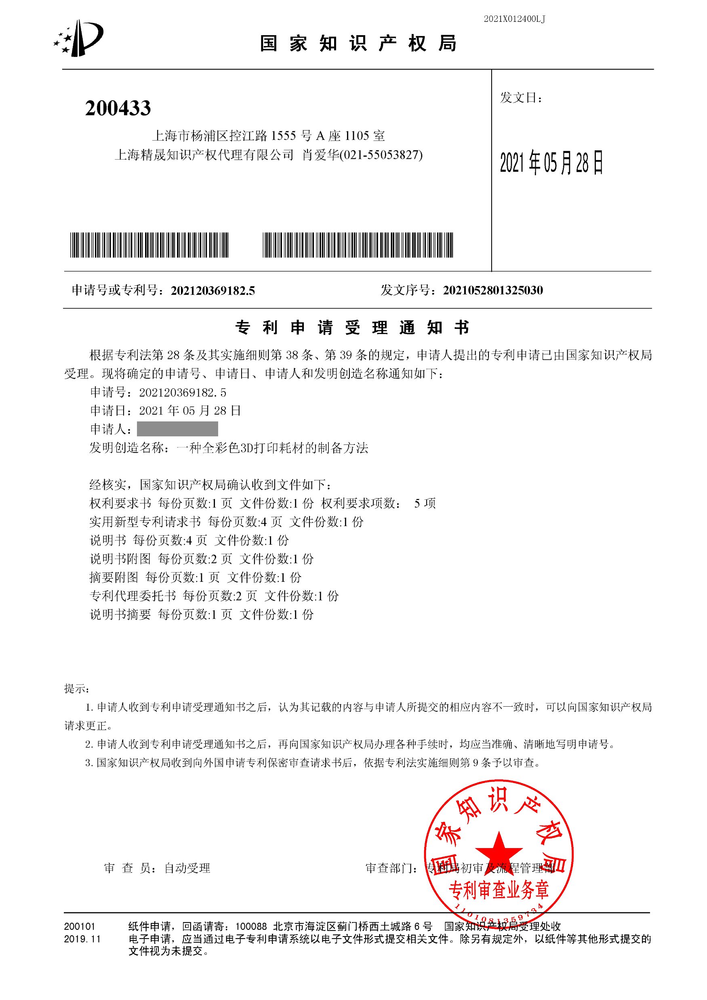 2021X012400LJ
国家知识产权局
200433
上海市杨浦区控江路 1555 号 A 座 1105 室
上海精晟知识产权代理有限公司 肖爱华(021-55053827)
发文日：
2021 年 05 月 28 日
申请号或专利号：202120369182.5
发文序号：2021052801325030
专利申请受理通知书
根据专利法第 28 条及其实施细则第 38 条、第 39 条的规定，申请人提出的专利申请已由国家知识产权局
受理。现将确定的申请号、申请日、申请人和发明创造名称通知如下：
申请号：202120369182.5
申请日：2021 年 05 月 28 日
申请人：
发明创造名称：一种全彩色3D打印耗材的制备方法
经核实，国家知识产权局确认收到文件如下：
权利要求书 每份页数:1 页 文件份数:1 份 权利要求项数： 5 项
实用新型专利请求书 每份页数:4 页 文件份数:1 份
说明书 每份页数:4 页 文件份数:1 份
说明书附图 每份页数:2 页 文件份数:1 份
摘要附图 每份页数:1 页 文件份数:1 份
专利代理委托书 每份页数:2 页 文件份数:1 份
说明书摘要 每份页数:1 页 文件份数:1 份
提示：
1. 申请人收到专利申请受理通知书之后，认为其记载的内容与申请人所提交的相应内容不一致时，可以向国家知识产权局
请求更正。
2. 申请人收到专利申请受理通知书之后，再向国家知识产权局办理各种手续时，均应当准确、清晰地写明申请号。
3. 国家知识产权局收到向外国申请专利保密审查请求书后，依据专利法实施细则第 9 条予以审查。
审 查 员：自动受理
审查部门：专利局初审及流程管理部
国家知识产权局
专利审查业务章
1101081359734
200101 纸件申请，回函请寄：100088 北京市海淀区蓟门桥西土城路 6 号 国家知识产权局受理处收
2019.11 电子申请，应当通过电子专利申请系统以电子文件形式提交相关文件。除另有规定外，以纸件等其他形式提交的
文件视为未提交。